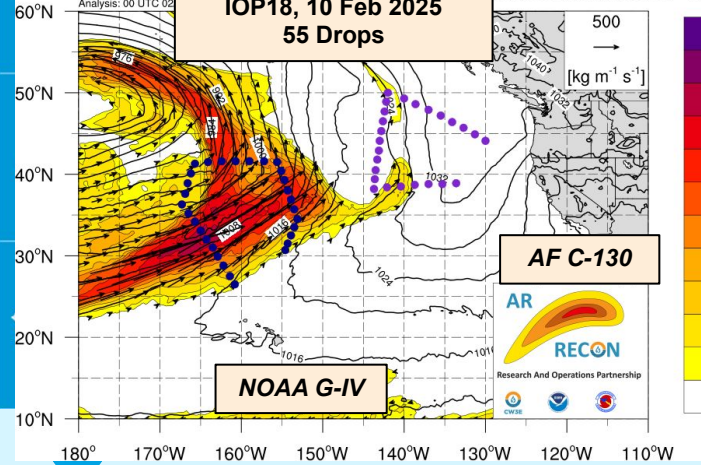 Analysis: 00 UTC 02
IOP18, 10 Feb 2025
55 Drops
500
[kg m⁻¹ s⁻¹]
60°N
50°N
40°N
30°N
20°N
10°N
976
1040
1032
1032
1008
1016
1024
1016
AF C-130
AR
RECON
Research And Operations Partnership
CW3E
NOAA G-IV
180°
170°W
160°W
150°W
140°W
130°W
120°W
110°W